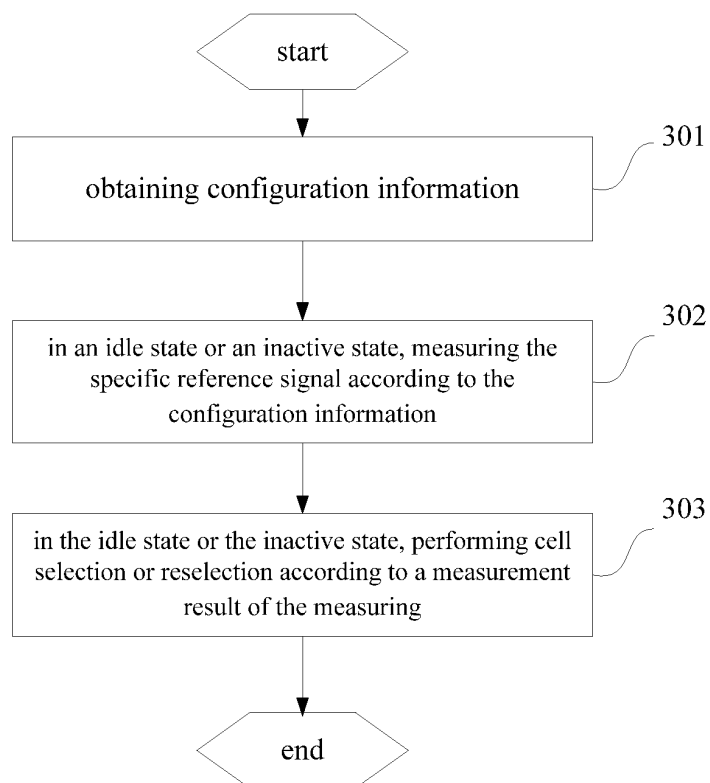 start
301
obtaining configuration information
302
in an idle state or an inactive state, measuring the
specific reference signal according to the
configuration information
303
in the idle state or the inactive state, performing cell
selection or reselection according to a measurement
result of the measuring
end